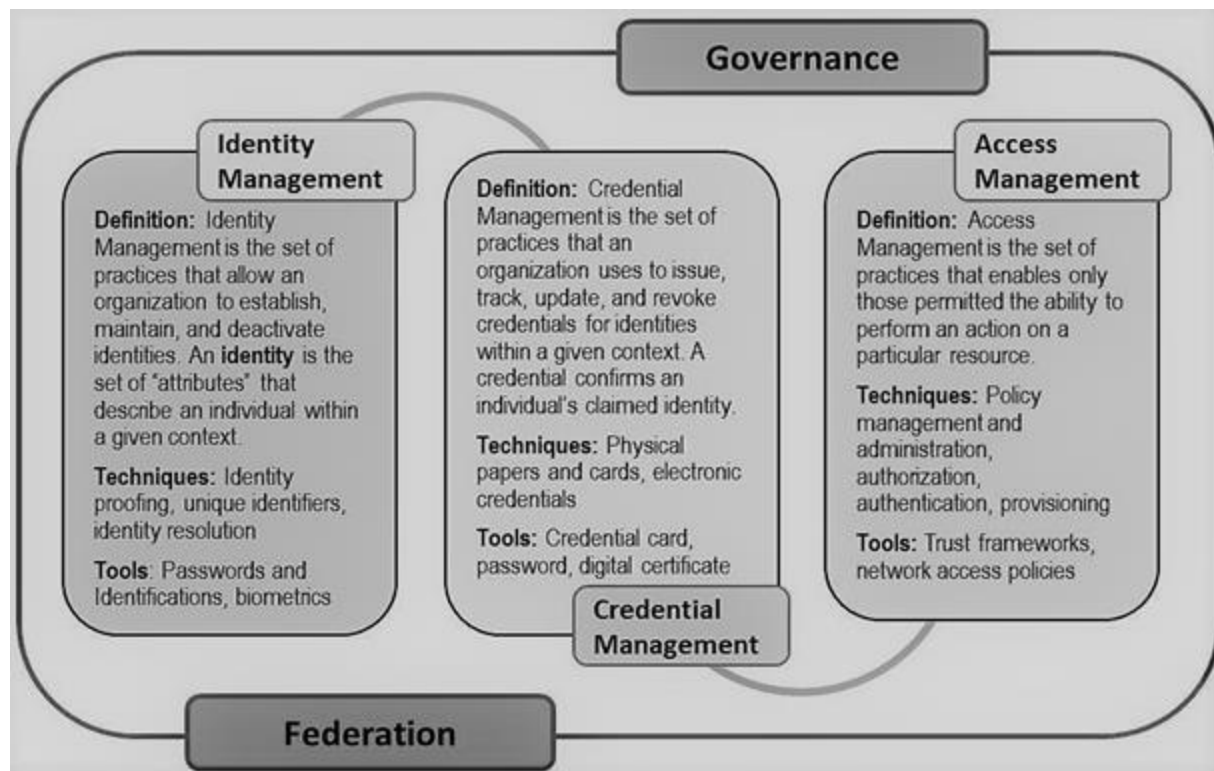 Governance
Identity
Management
Definition: Identity
Management is the set of
practices that allow an
organization to establish,
maintain, and deactivate
identities. An identity is the
set of "attributes" that
describe an individual within
a given context.
Techniques: Identity
proofing, unique identifiers,
identity resolution
Tools: Passwords and
Identifications, biometrics
Definition: Credential
Management is the set of
practices that an
organization uses to issue,
track, update, and revoke
credentials for identities
within a given context. A
credential confirms an
individual's claimed identity.
Techniques: Physical
papers and cards, electronic
credentials
Tools: Credential card,
password, digital certificate
Credential
Management
Access
Management
Definition: Access
Management is the set of
practices that enables only
those permitted the ability to
perform an action on a
particular resource.
Techniques: Policy
management and
administration,
authorization,
authentication, provisioning
Tools: Trust frameworks,
network access policies
Federation